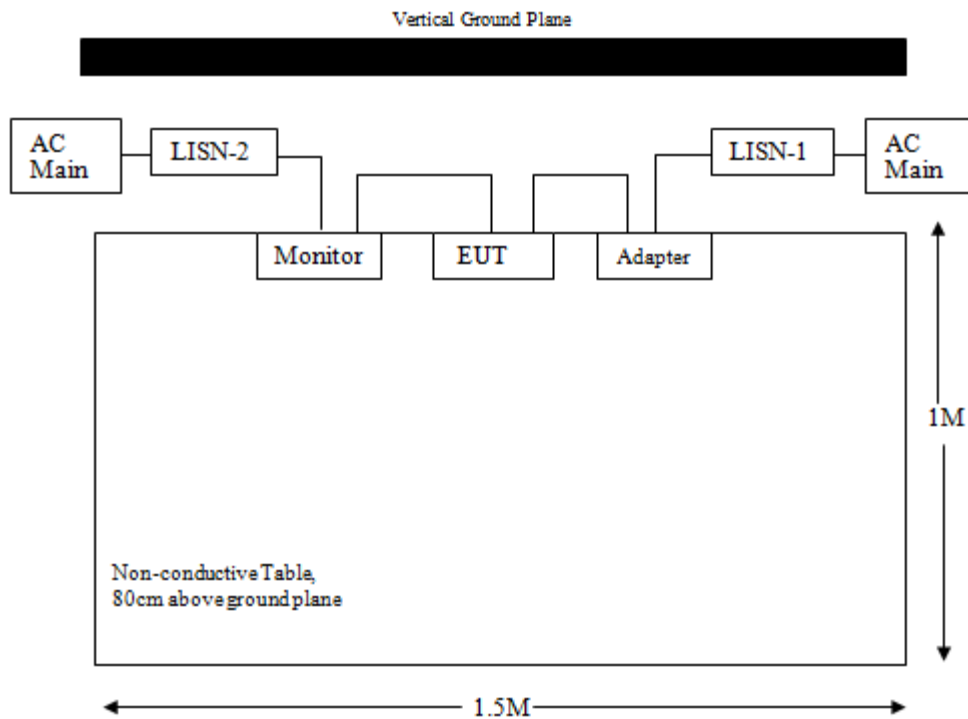 Vertical Ground Plane
AC
Main
LISN-2
LISN-1
AC
Main
Monitor
EUT
Adapter
1M
Non-conductive Table,
80cm above ground plane
1.5M